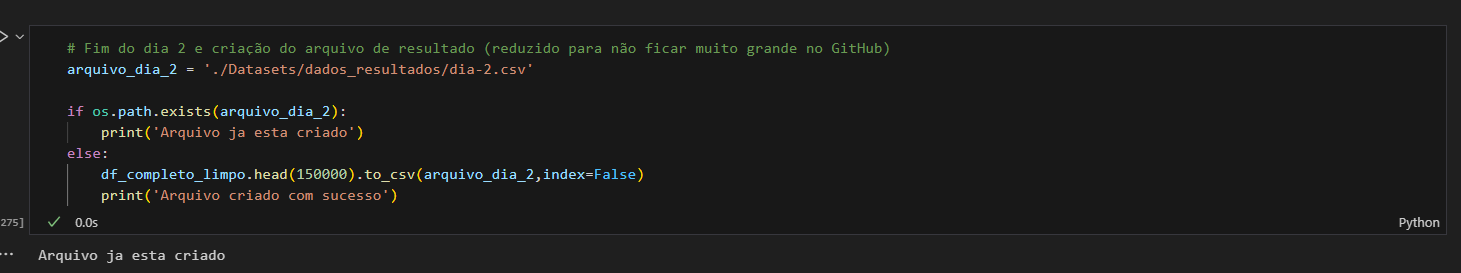 # Fim do dia 2 e criação do arquivo de resultado (reduzido para não ficar muito grande no GitHub)
arquivo_dia_2 = './Datasets/dados_resultados/dia-2.csv'
if os.path.exists(arquivo_dia_2):
    print('Arquivo ja esta criado')
else:
    df_completo_limpo.head(150000).to_csv(arquivo_dia_2,index=False)
    print('Arquivo criado com sucesso')
275] 0.0s Python
Arquivo ja esta criado